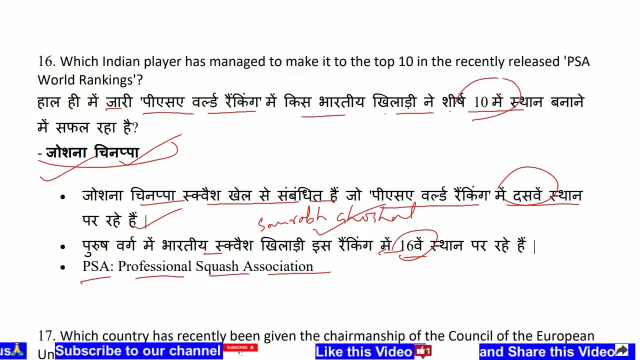 16. Which Indian player has managed to make it to the top 10 in the recently released 'PSA
World Rankings'?
हाल ही में जारी 'पीएसए वर्ल्ड रैंकिंग' में किस भारतीय खिलाड़ी ने शीर्ष 10 में स्थान बनाने
में सफल रहा है?
- जोशना चिनप्पा
• जोशना चिनप्पा स्क्वैश खेल से संबंधित हैं जो 'पीएसए वर्ल्ड रैंकिंग' में दसवें स्थान
पर रहे हैं |
Saurabh Ghoshal
• पुरुष वर्ग में भारतीय स्क्वैश खिलाड़ी इस रैंकिंग में 16वें स्थान पर रहे हैं |
• PSA: Professional Squash Association
17. Which country has recently been given the chairmanship of the Council of the European
Un
us Subscribe to our channel SUBSCRIBE Like this Video and Share this Video